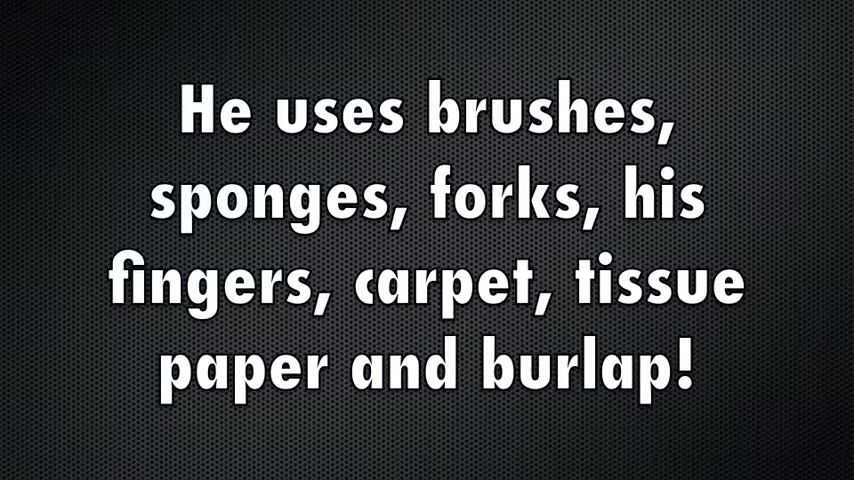 He uses brushes,
sponges, forks, his
fingers, carpet, tissue
paper and burlap!